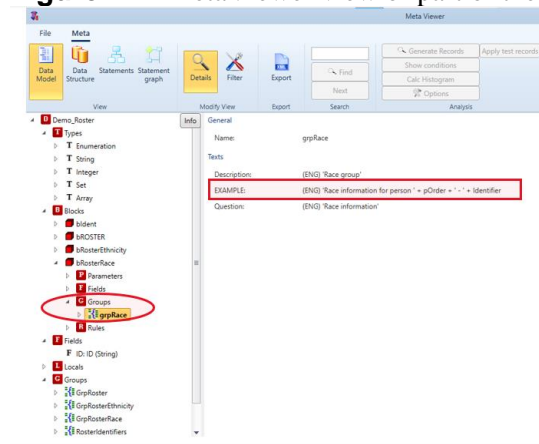 Meta Viewer
File Meta
Data Model
Data Structure
Statements
Statement graph
Details
Filter
Export
Find
Next
Generate Records
Apply test records
Show conditions
Calc Histogram
Options
View
Modify View
Export
Search
Analysis
Demo_Roster
Types
T Enumeration
T String
T Integer
T Set
T Array
B Blocks
bIdent
bROSTER
bRosterEthnicity
bRosterRace
P Parameters
F Fields
G Groups
grpRace
R Rules
F Fields
F ID: ID (String)
L Locals
G Groups
GrpRoster
GrpRosterEthnicity
GrpRosterRace
RosterIdentifiers
Info
General
Name: grpRace
Texts
Description: (ENG) 'Race group'
EXAMPLE: (ENG) 'Race information for person ' + pOrder + ' - ' + Identifier
Question: (ENG) 'Race information'